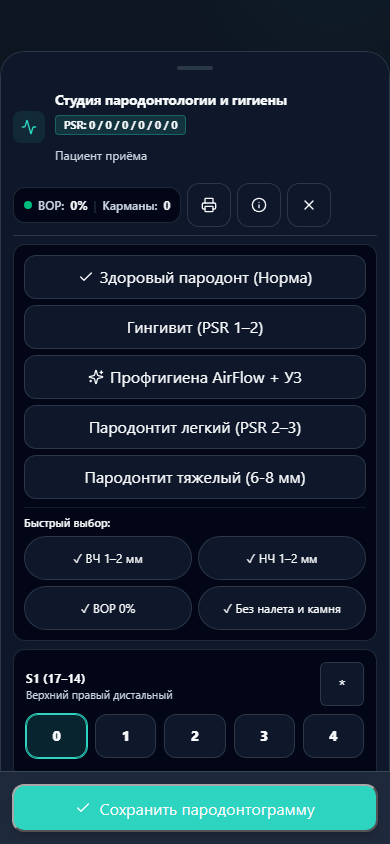 Студия пародонтологии и гигиены
PSR: 0 / 0 / 0 / 0 / 0 / 0
Пациент приёма
BOP: 0% | Карманы: 0
Здоровый пародонт (Норма)
Гингивит (PSR 1–2)
Профгигиена AirFlow + УЗ
Пародонтит легкий (PSR 2–3)
Пародонтит тяжелый (6-8 мм)
Быстрый выбор:
✓ ВЧ 1–2 мм
✓ НЧ 1–2 мм
✓ BOP 0%
✓ Без налета и камня
S1 (17–14)
Верхний правый дистальный
*
0 1 2 3 4
Сохранить пародонтограмму